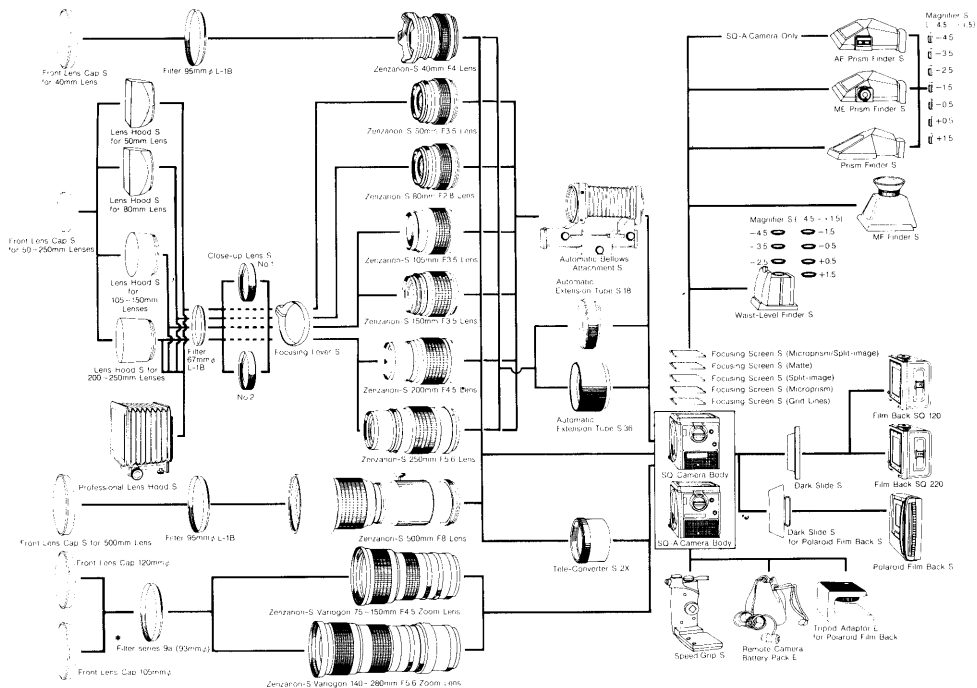 Front Lens Cap S
for 40mm Lens
Filter 95mmφ L-1B
Zenzanon-S 40mm F4 Lens
Lens Hood S
for 50mm Lens
Lens Hood S
for 80mm Lens
Front Lens Cap S
for 50~250mm Lenses
Lens Hood S
for
105~150mm
Lenses
Lens Hood S for
200~250mm Lenses
Professional Lens Hood S
Filter
67mmφ
L-1B
Close-up Lens S
No.1
No.2
Focusing Lever S
Zenzanon-S 50mm F3.5 Lens
Zenzanon-S 80mm F2.8 Lens
Zenzanon-S 105mm F3.5 Lens
Zenzanon-S 150mm F3.5 Lens
Zenzanon-S 200mm F4.5 Lens
Zenzanon-S 250mm F5.6 Lens
Front Lens Cap S for 500mm Lens
Filter 95mmφ L-1B
Zenzanon-S 500mm F8 Lens
Front Lens Cap 120mmφ
Filter series 9a (93mmφ)
Front Lens Cap 105mmφ
Zenzanon-S Variogon 75~150mm F4.5 Zoom Lens
Zenzanon-S Variogon 140~280mm F5.6 Zoom Lens
Automatic Bellows
Attachment S
Automatic
Extension Tube S 18
Automatic
Extension Tube S 36
Tele-Converter S 2X
SQ-A Camera Only
AE Prism Finder S
ME Prism Finder S
Prism Finder S
Magnifier S
(-4.5~+1.5)
-4.5
-3.5
-2.5
-1.5
-0.5
+0.5
+1.5
MF Finder S
Magnifier S (-4.5~+1.5)
-4.5 -1.5
-3.5 -0.5
-2.5 +0.5
+1.5
Waist-Level Finder S
Focusing Screen S (Microprism/Split-image)
Focusing Screen S (Matte)
Focusing Screen S (Split-image)
Focusing Screen S (Microprism)
Focusing Screen S (Grid Lines)
SQ Camera Body
SQ-A Camera Body
Dark Slide S
Dark Slide S
for Polaroid Film Back S
Film Back SQ 120
Film Back SQ 220
Polaroid Film Back S
Speed Grip S
Remote Camera
Battery Pack E
Tripod Adaptor E
for Polaroid Film Back